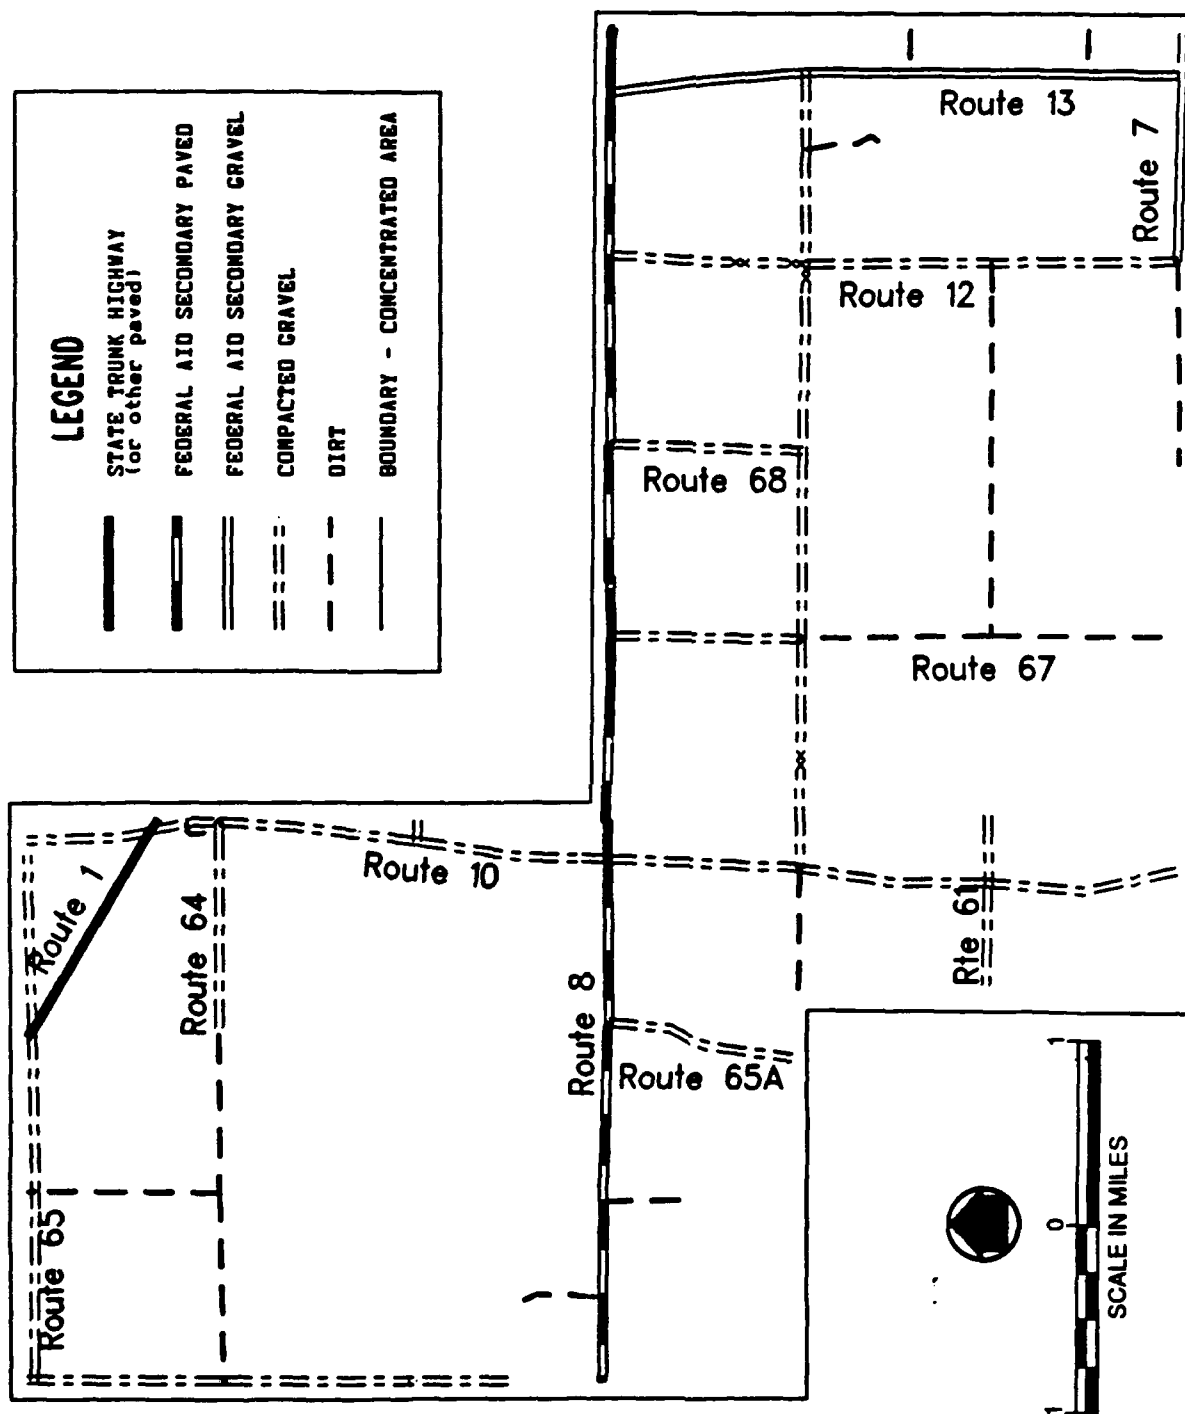 LEGEND
STATE TRUNK HIGHWAY
(or other paved)
FEDERAL AID SECONDARY PAVED
FEDERAL AID SECONDARY GRAVEL
COMPACTED GRAVEL
DIRT
BOUNDARY - CONCENTRATED AREA
Route 13
Route 7
Route 12
Route 68
Route 67
Route 1
Route 10
Route 64
Rte 61
Route 8
Route 65A
Route 65
1 0 1
SCALE IN MILES